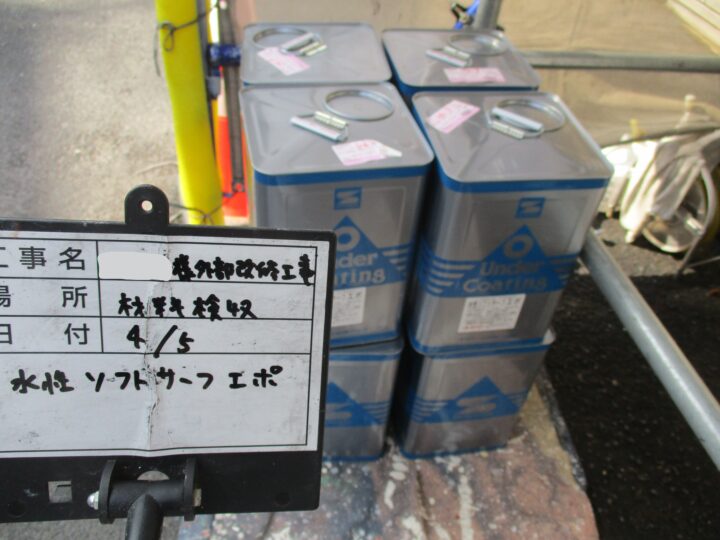 工事名 様外部改修工事
場所 材料検収
日付 4/5
水性ソフトサーフエポ
Under
Coating
Under
Coating